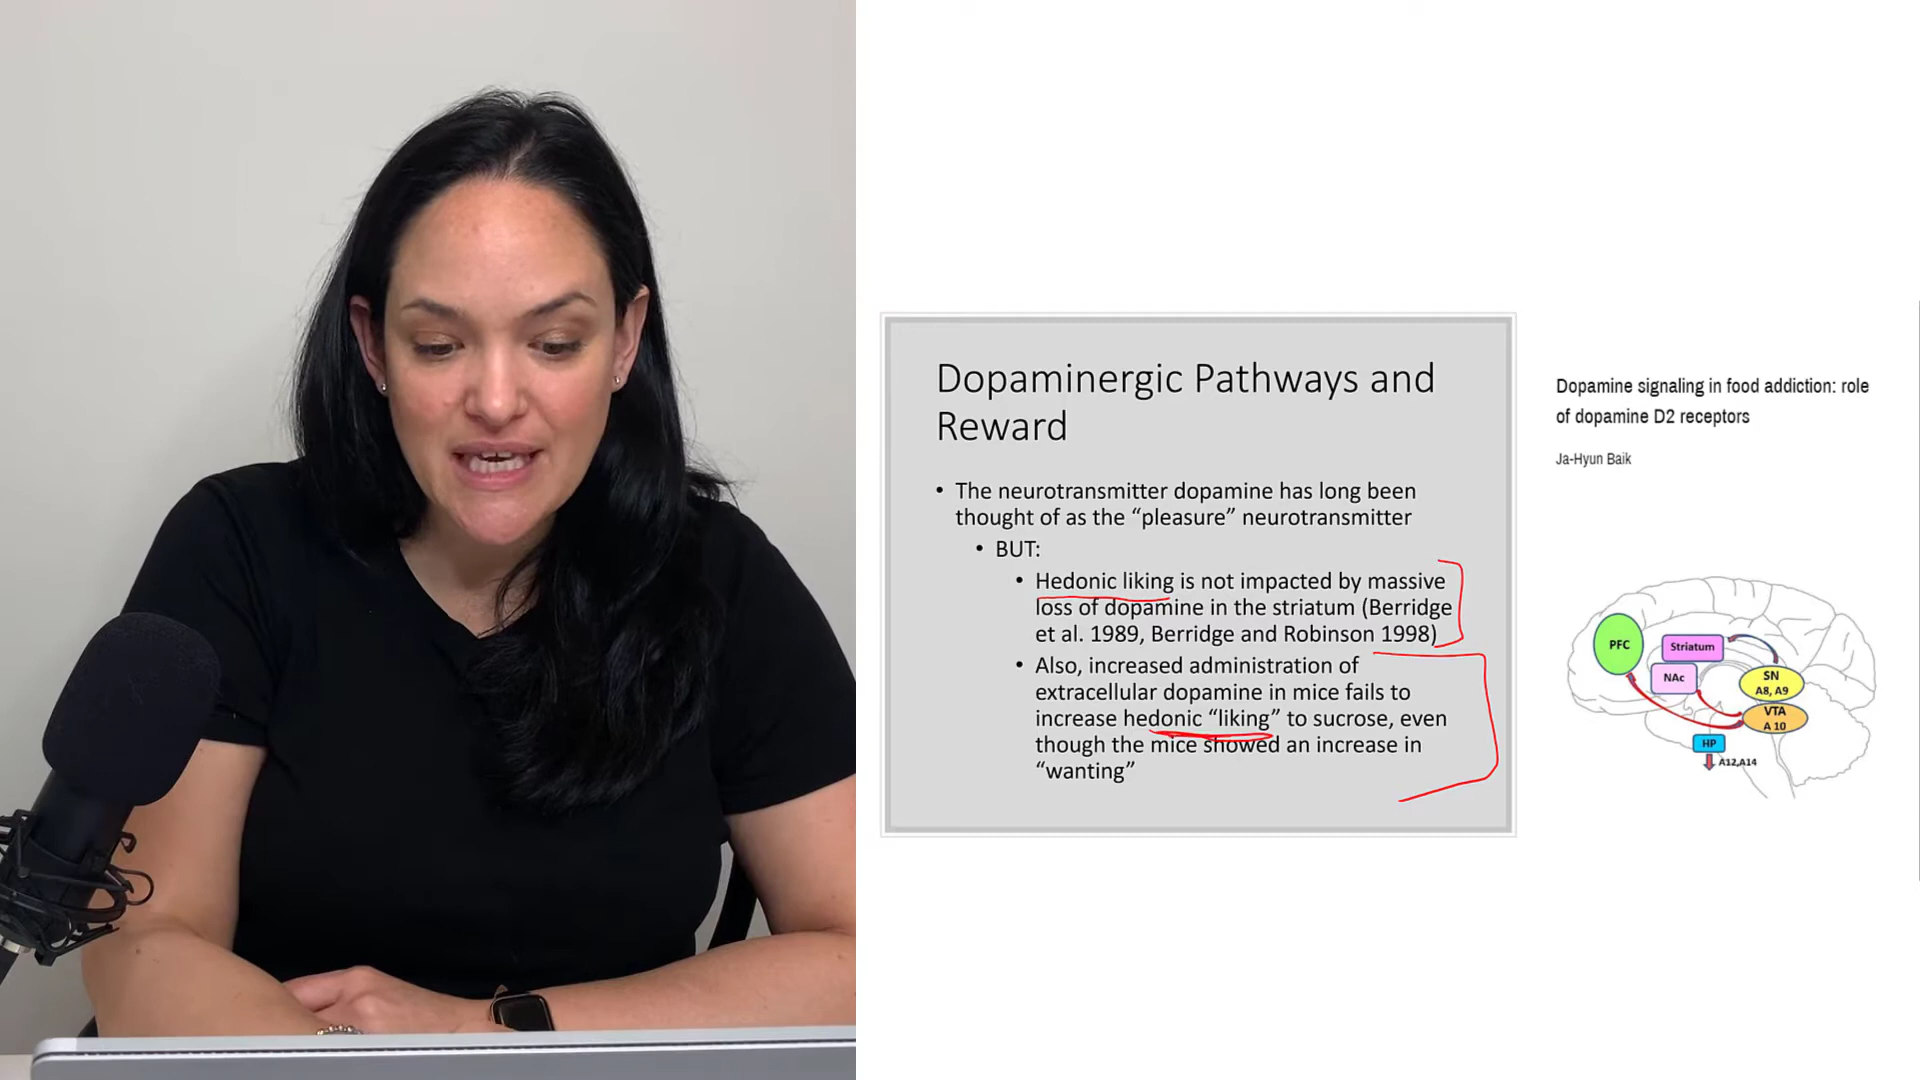 Dopaminergic Pathways and
Reward
• The neurotransmitter dopamine has long been
thought of as the “pleasure” neurotransmitter
• BUT:
• Hedonic liking is not impacted by massive
loss of dopamine in the striatum (Berridge
et al. 1989, Berridge and Robinson 1998)
• Also, increased administration of
extracellular dopamine in mice fails to
increase hedonic “liking” to sucrose, even
though the mice showed an increase in
“wanting”
Dopamine signaling in food addiction: role
of dopamine D2 receptors
Ja-Hyun Baik
PFC
Striatum
NAc
SN
A8, A9
VTA
A 10
HP
A12,A14